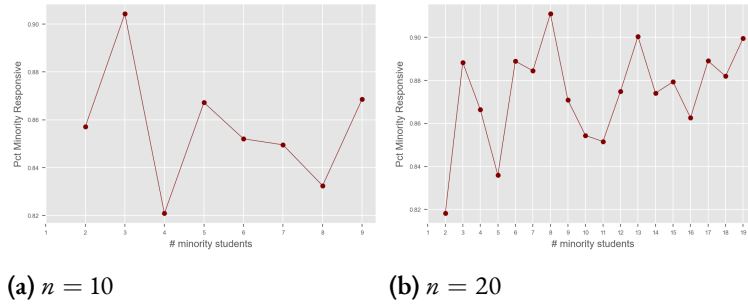 Pct Minority Responsive
0.90
0.88
0.86
0.84
0.82
1 2 3 4 5 6 7 8 9
# minority students
Pct Minority Responsive
0.90
0.88
0.86
0.84
0.82
1 2 3 4 5 6 7 8 9 10 11 12 13 14 15 16 17 18 19
# minority students
(a) n = 10
(b) n = 20